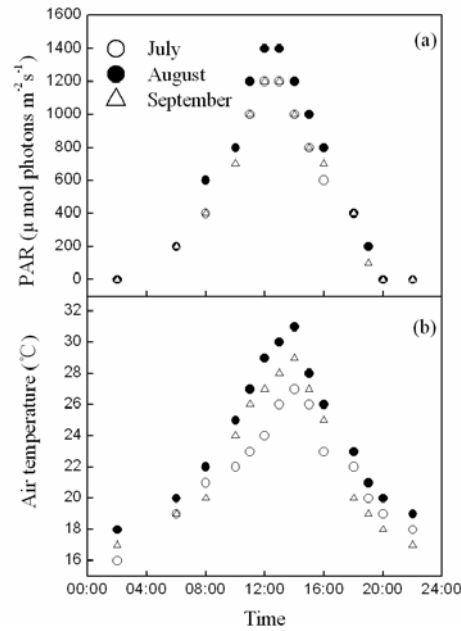 1600
(a)
July
1400
August
1200
September
1000
800
600
400
200
0
PAR (μ mol photons m⁻² s⁻¹)
32
(b)
30
28
26
24
22
20
18
16
Air temperature (℃)
00:00 04:00 08:00 12:00 16:00 20:00 24:00
Time